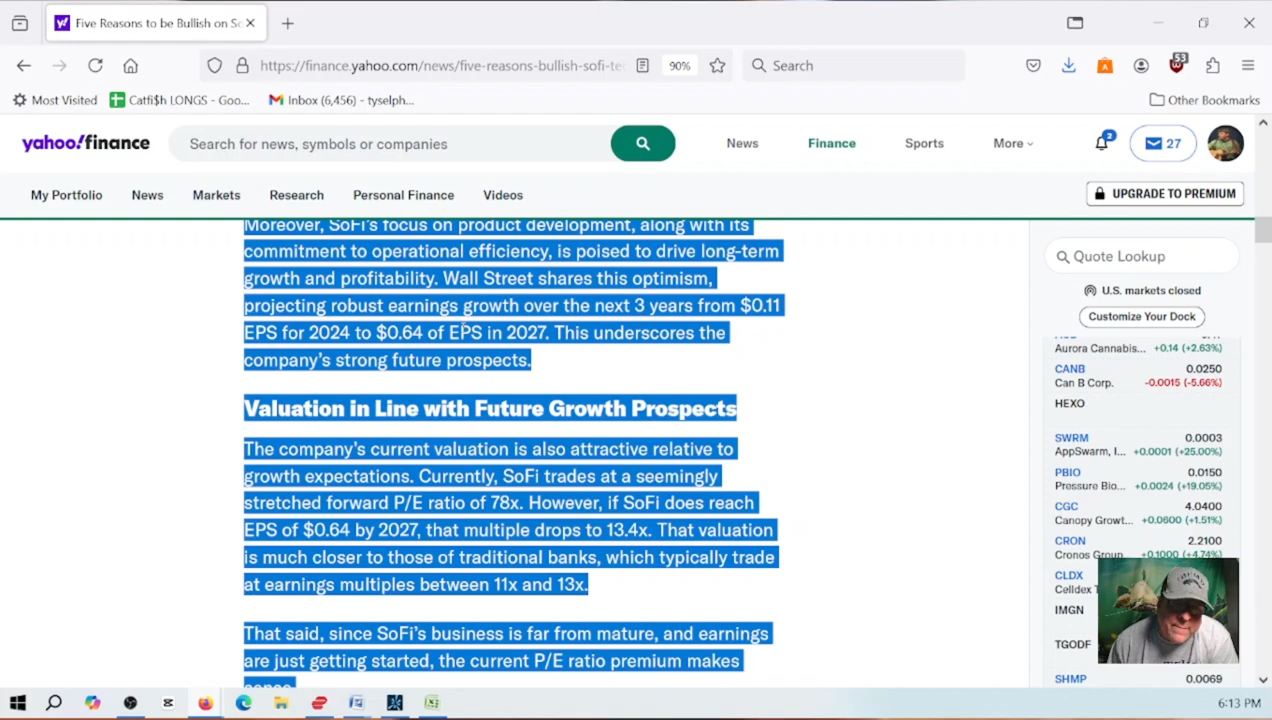 Five Reasons to be Bullish on So
https://finance.yahoo.com/news/five-reasons-bullish-sofi-te
90%
Search
53
Most Visited
Catfi$h LONGS - Goo...
Inbox (6,456) - tyselph...
Other Bookmarks
yahoo!finance
Search for news, symbols or companies
News
Finance
Sports
More
2
27
My Portfolio
News
Markets
Research
Personal Finance
Videos
UPGRADE TO PREMIUM
Moreover, SoFi's focus on product development, along with its
commitment to operational efficiency, is poised to drive long-term
growth and profitability. Wall Street shares this optimism,
projecting robust earnings growth over the next 3 years from $0.11
EPS for 2024 to $0.64 of EPS in 2027. This underscores the
company's strong future prospects.
Valuation in Line with Future Growth Prospects
The company's current valuation is also attractive relative to
growth expectations. Currently, SoFi trades at a seemingly
stretched forward P/E ratio of 78x. However, if SoFi does reach
EPS of $0.64 by 2027, that multiple drops to 13.4x. That valuation
is much closer to those of traditional banks, which typically trade
at earnings multiples between 11x and 13x.
That said, since SoFi's business is far from mature, and earnings
are just getting started, the current P/E ratio premium makes
Quote Lookup
U.S. markets closed
Customize Your Dock
Aurora Cannabis... +0.14 (+2.63%)
CANB 0.0250
Can B Corp. -0.0015 (-5.66%)
HEXO
SWRM 0.0003
AppSwarm, I... +0.0001 (+25.00%)
PBIO 0.0150
Pressure Bio... +0.0024 (+19.05%)
CGC 4.0400
Canopy Growt... +0.0600 (+1.51%)
CRON 2.2100
Cronos Group +0.1000 (+4.74%)
CLDX
Celldex
IMGN
TGODF
SHMP 0.0069
6:13 PM